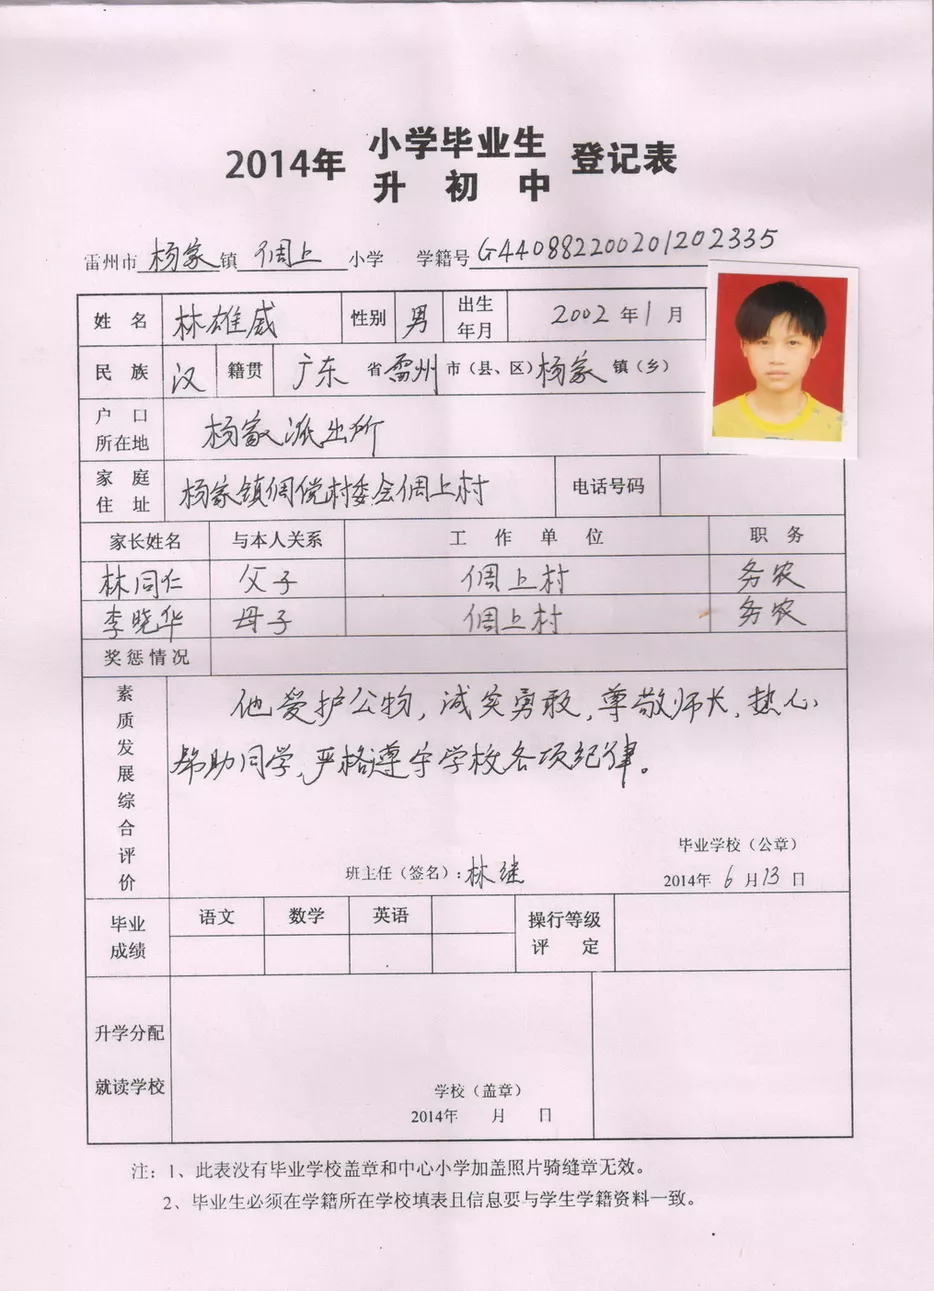 2014年 小学毕业生 登记表
升初中
雷州市 杨家 镇 倜上 小学 学籍号 G440882200201202335
姓名 林雄威 性别 男 出生年月 2002年1月
民族 汉 籍贯 广东 省 雷州 市（县、区）杨家 镇（乡）
户口所在地 杨家派出所
家庭住址 杨家镇倜傥村委会倜上村 电话号码
家长姓名 与本人关系 工作单位 职务
林同仁 父子 倜上村 务农
李晓华 母子 倜上村 务农
奖惩情况
素质发展综合评价
他爱护公物，诚实勇敢，尊敬师长，热心
帮助同学，严格遵守学校各项纪律。
毕业学校（公章）
班主任（签名）：林继 2014年6月13日
毕业成绩 语文 数学 英语 操行等级评定
升学分配
就读学校
学校（盖章）
2014年 月 日
注：1、此表没有毕业学校盖章和中心小学加盖照片骑缝章无效。
2、毕业生必须在学籍所在学校填表且信息要与学生学籍资料一致。